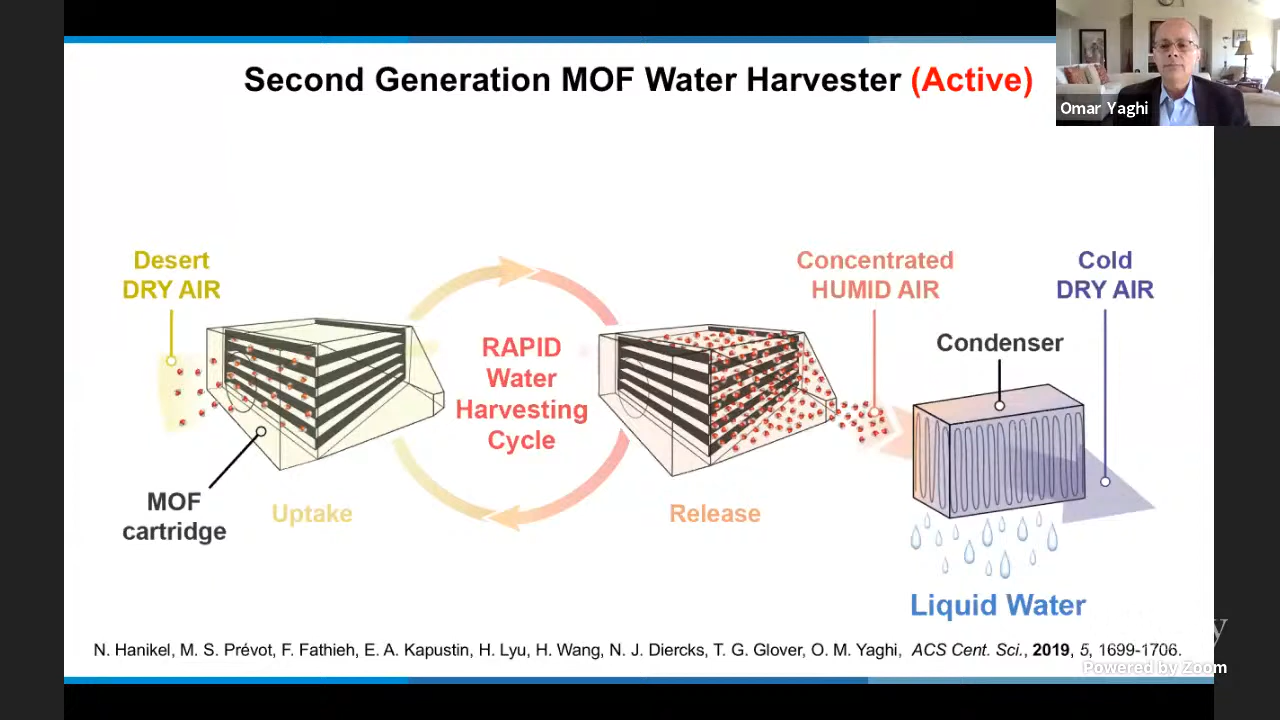 Second Generation MOF Water Harvester (Active)
Omar Yaghi
Desert
DRY AIR
Concentrated
HUMID AIR
Cold
DRY AIR
RAPID
Water
Harvesting
Cycle
Condenser
MOF
cartridge
Uptake
Release
Liquid Water
N. Hanikel, M. S. Prévot, F. Fathieh, E. A. Kapustin, H. Lyu, H. Wang, N. J. Diercks, T. G. Glover, O. M. Yaghi, ACS Cent. Sci., 2019, 5, 1699-1706.
Powered by Zoom